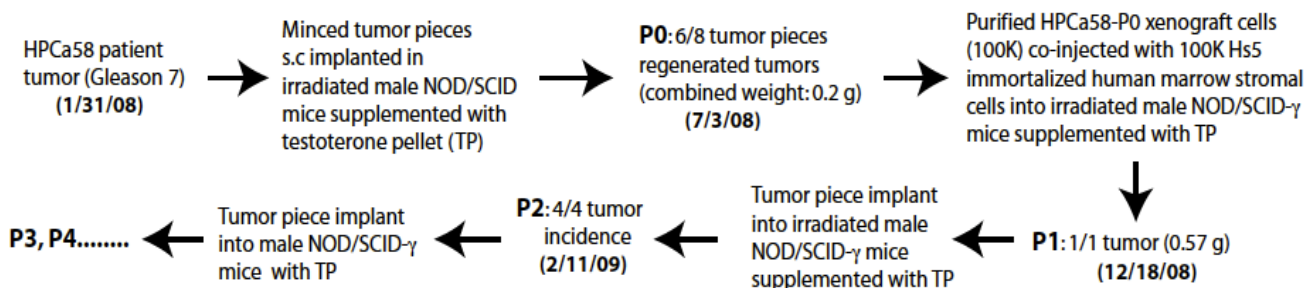 HPCa58 patient
tumor (Gleason 7)
(1/31/08)
Minced tumor pieces
s.c implanted in
irradiated male NOD/SCID
mice supplemented with
testoterone pellet (TP)
P0: 6/8 tumor pieces
regenerated tumors
(combined weight: 0.2 g)
(7/3/08)
Purified HPCa58-P0 xenograft cells
(100K) co-injected with 100K Hs5
immortalized human marrow stromal
cells into irradiated male NOD/SCID-γ
mice supplemented with TP
P1: 1/1 tumor (0.57 g)
(12/18/08)
Tumor piece implant
into irradiated male
NOD/SCID-γ mice
supplemented with TP
P2: 4/4 tumor
incidence
(2/11/09)
Tumor piece implant
into male NOD/SCID-γ
mice with TP
P3, P4........